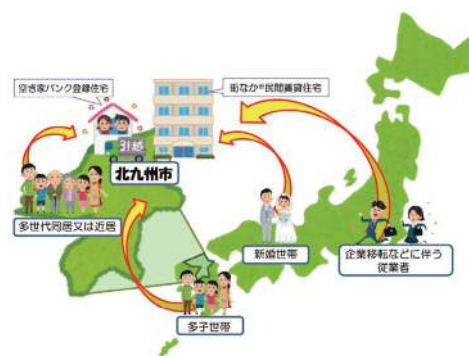 空き家バンク登録住宅
街なか※民間賃貸住宅
引越
北九州市
多世代同居又は近居
新婚世帯
企業移転などに伴う
従業者
多子世帯